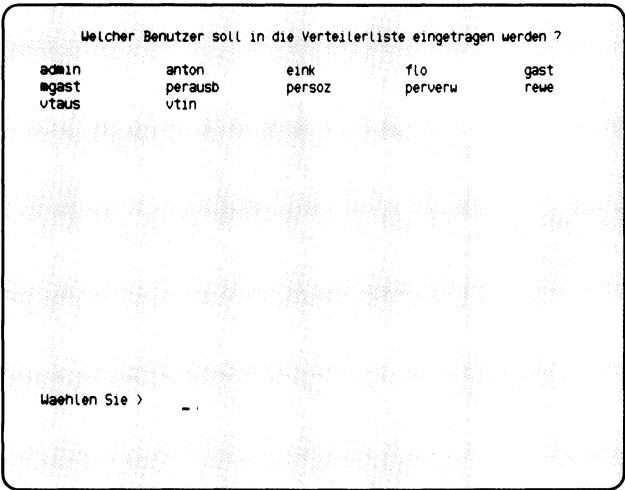 Welcher Benutzer soll in die Verteilerliste eingetragen werden ?
admin anton eink flo gast
mgast perausb persoz perverw rewe
vtaus vtin
Waehlen Sie > _